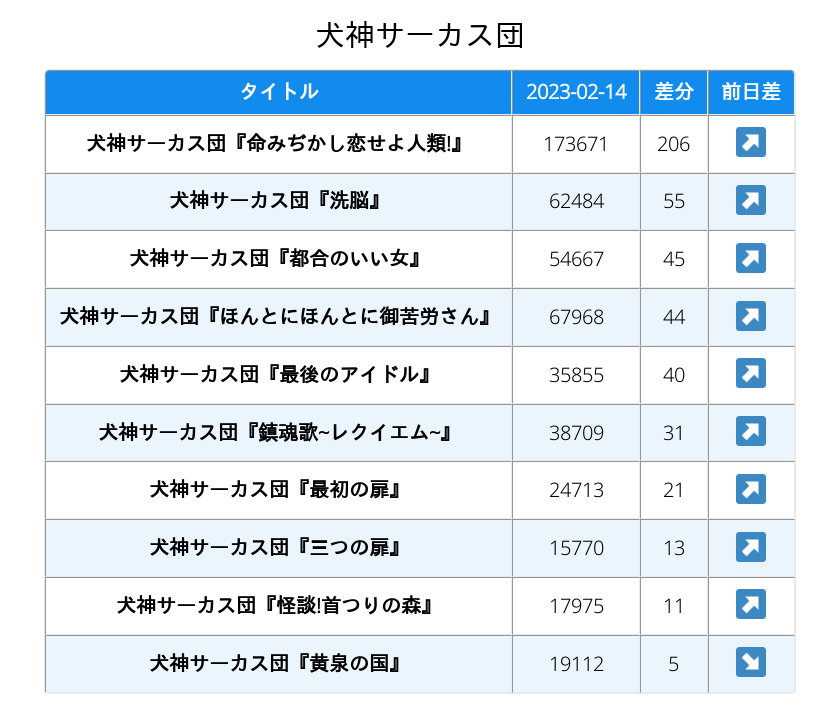 犬神サーカス団
タイトル 2023-02-14 差分 前日差
犬神サーカス団『命みぢかし恋せよ人類!』 173671 206 ↗
犬神サーカス団『洗脳』 62484 55 ↗
犬神サーカス団『都合のいい女』 54667 45 ↗
犬神サーカス団『ほんとにほんとに御苦労さん』 67968 44 ↗
犬神サーカス団『最後のアイドル』 35855 40 ↗
犬神サーカス団『鎮魂歌~レクイエム~』 38709 31 ↗
犬神サーカス団『最初の扉』 24713 21 ↗
犬神サーカス団『三つの扉』 15770 13 ↗
犬神サーカス団『怪談!首つりの森』 17975 11 ↗
犬神サーカス団『黄泉の国』 19112 5 ↘